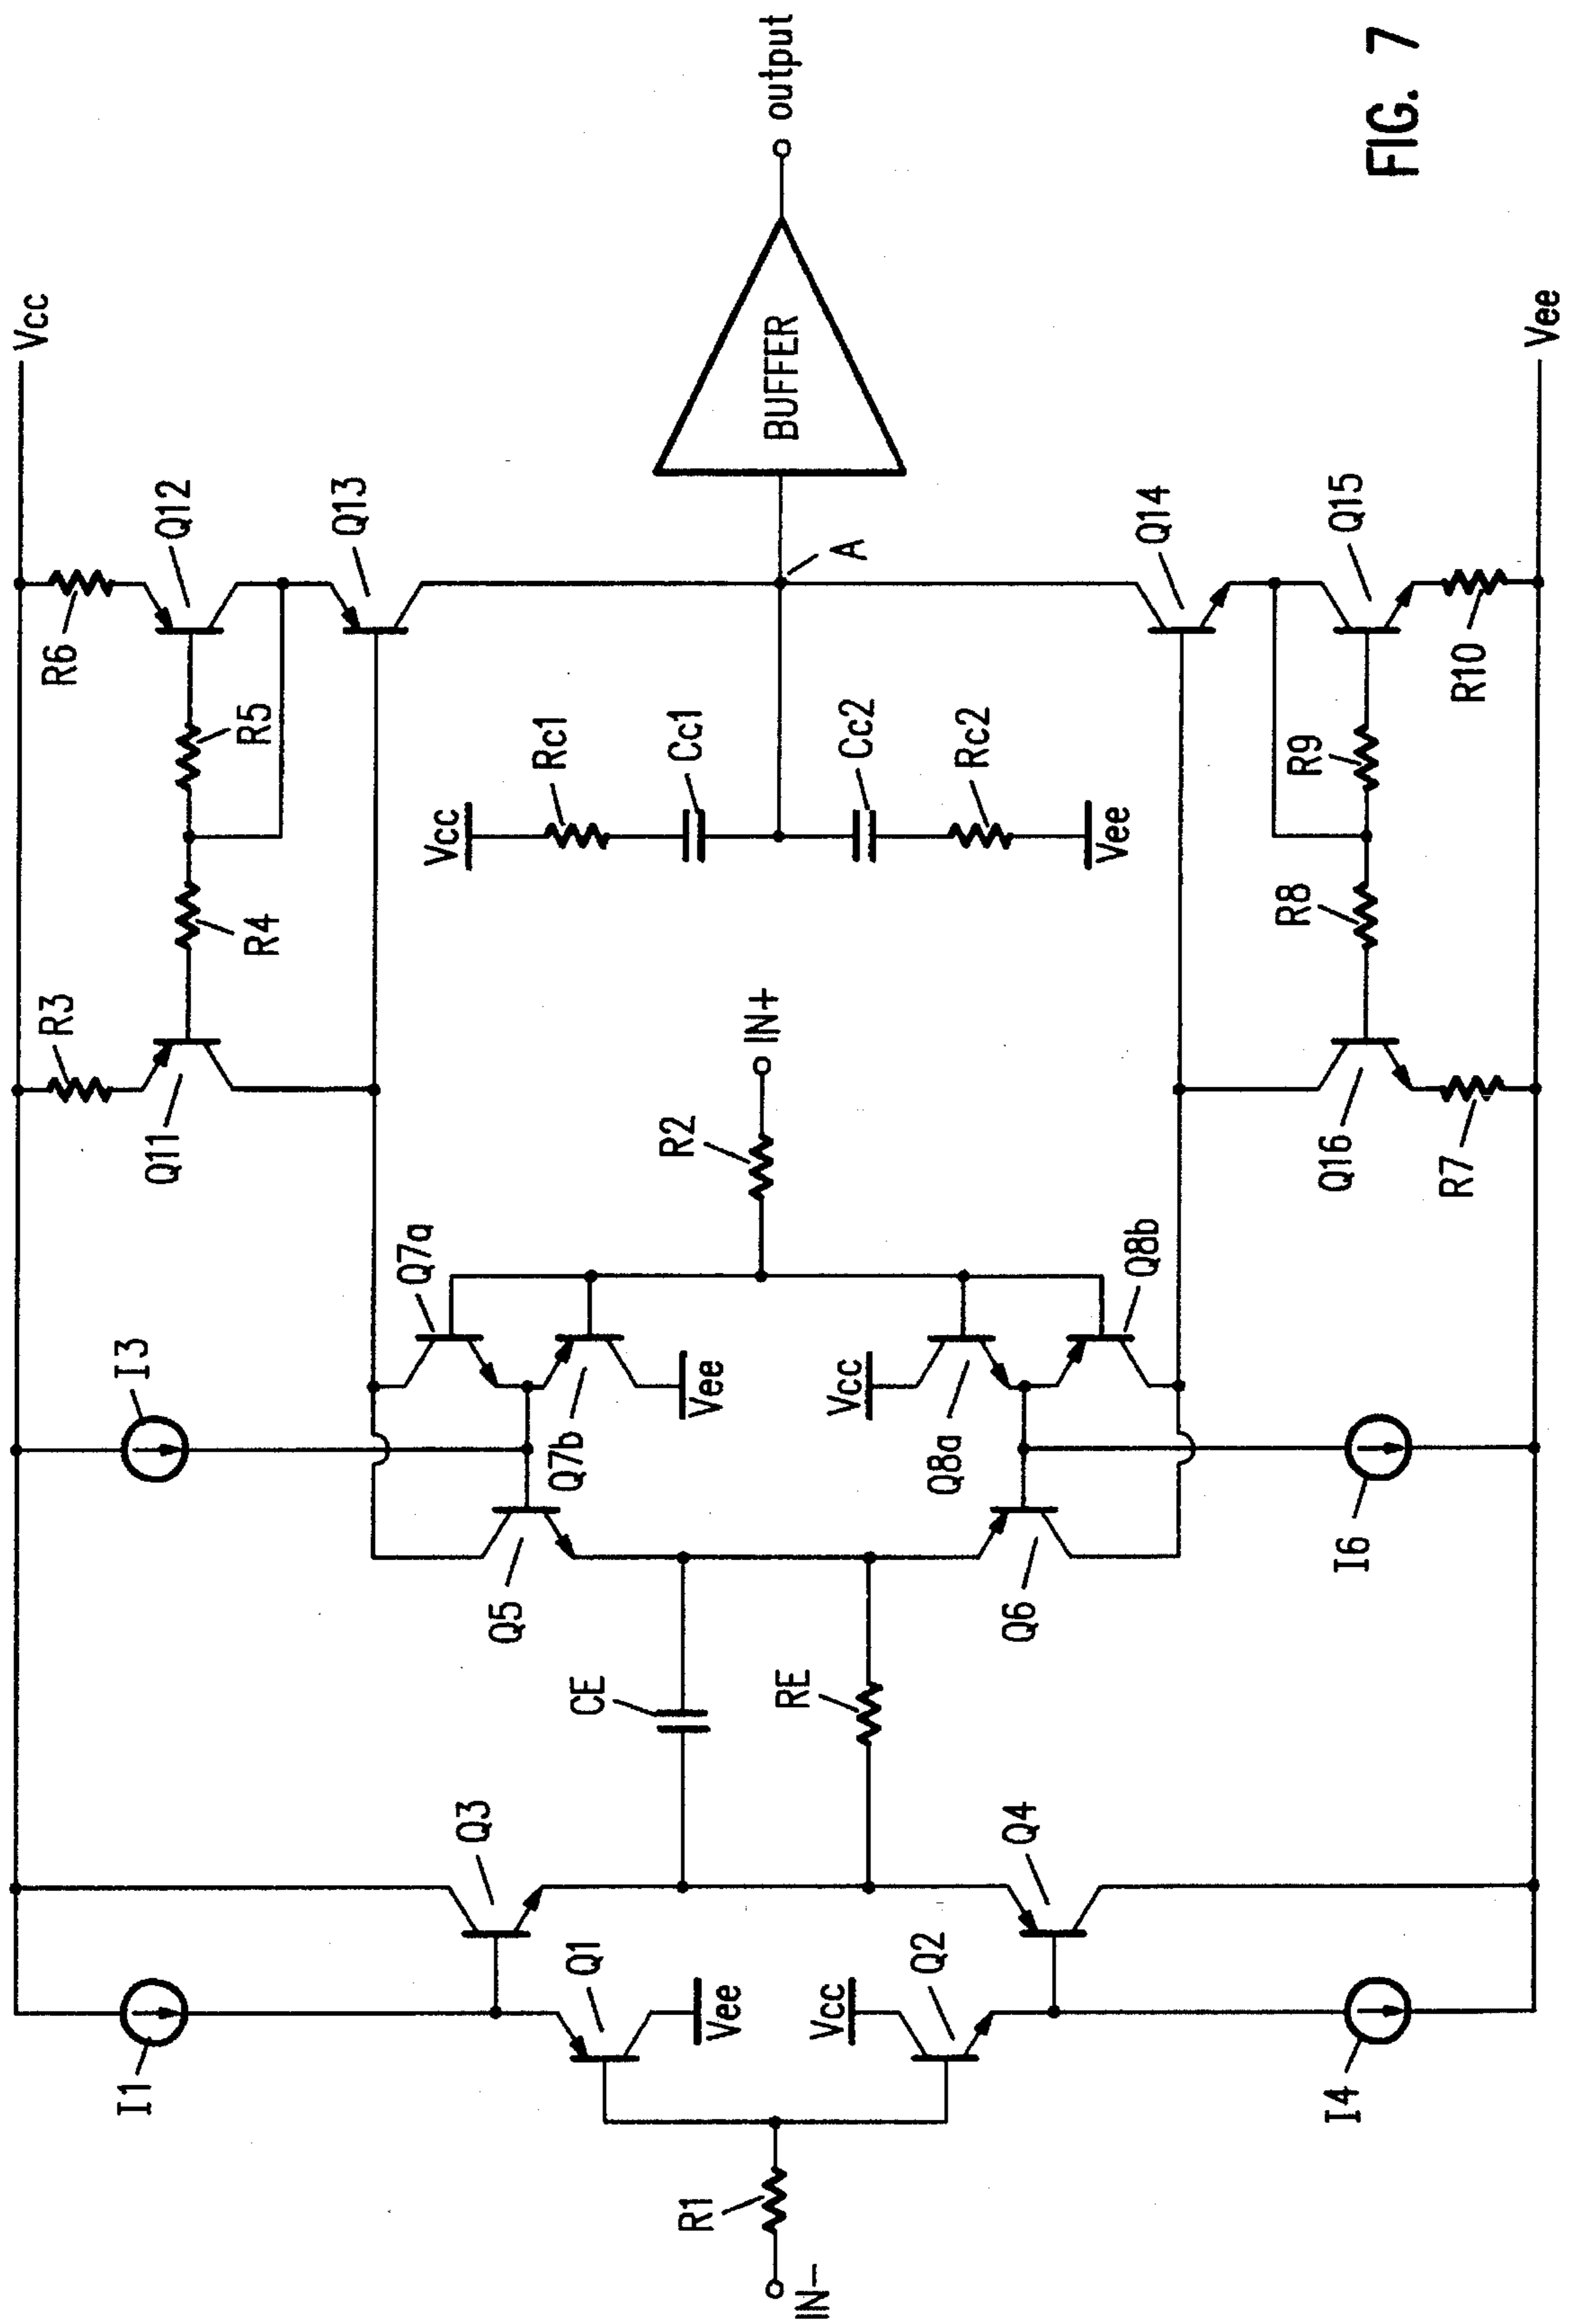 Vcc
R6
Q12
R5
R4
R3
Q11
Q13
I3
Q7a
Q7b
Vee
Q5
I1
Q3
Q1
Vee
CE
RE
R1
IN-
Vcc
Q2
Q4
I4
Q6
Q8a
Vcc
Q8b
I6
R2
IN+
Vcc
Rc1
Cc1
Cc2
Rc2
Vee
A
BUFFER
output
Q14
Q15
R9
R8
R10
Q16
R7
Vee
FIG. 7